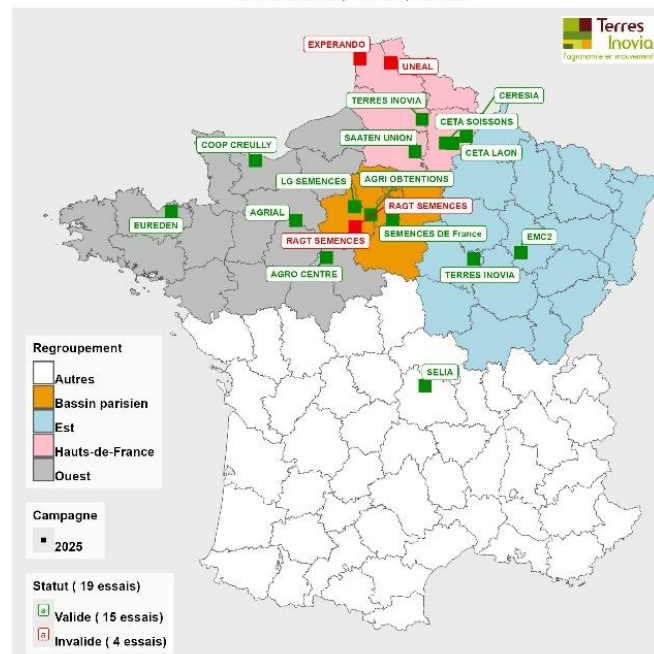 Terres
Inovia
l'agronomie en mouvement
EXPERANDO
UNEAL
TERRES INOVIA
CERESIA
CETA SOISSONS
SAATEN UNION
CETA LAON
COOP CREULLY
LG SEMENCES
AGRI OBTENTIONS
RAGT SEMENCES
EUREDEN
AGRIAL
SEMENCES DE France
RAGT SEMENCES
EMC2
AGRO CENTRE
TERRES INOVIA
SELIA
Regroupement
Autres
Bassin parisien
Est
Hauts-de-France
Ouest
Campagne
2025
Statut ( 19 essais)
a Valide ( 15 essais)
a Invalide ( 4 essais)